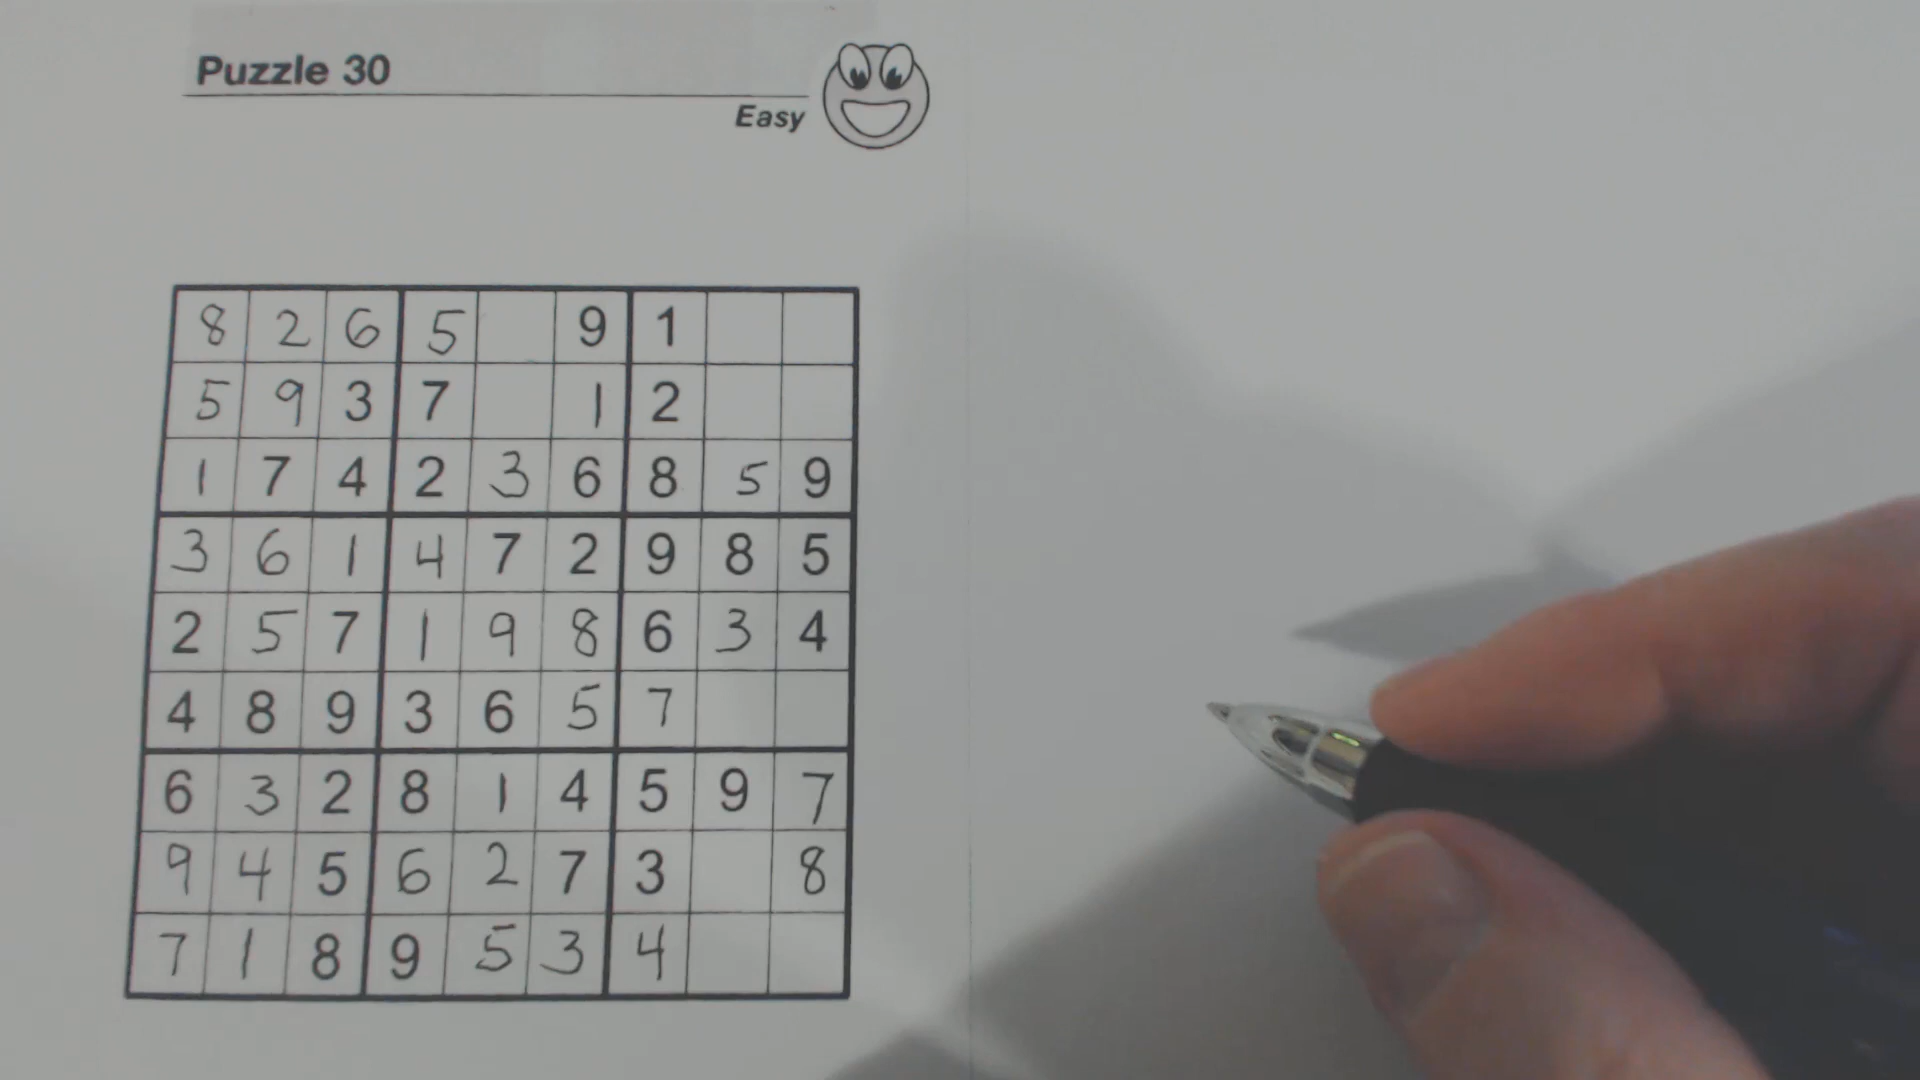 Puzzle 30
Easy
8 2 6 5 9 1
5 9 3 7 1 2
1 7 4 2 3 6 8 5 9
3 6 1 4 7 2 9 8 5
2 5 7 1 9 8 6 3 4
4 8 9 3 6 5 7
6 3 2 8 1 4 5 9 7
9 4 5 6 2 7 3 8
7 1 8 9 5 3 4